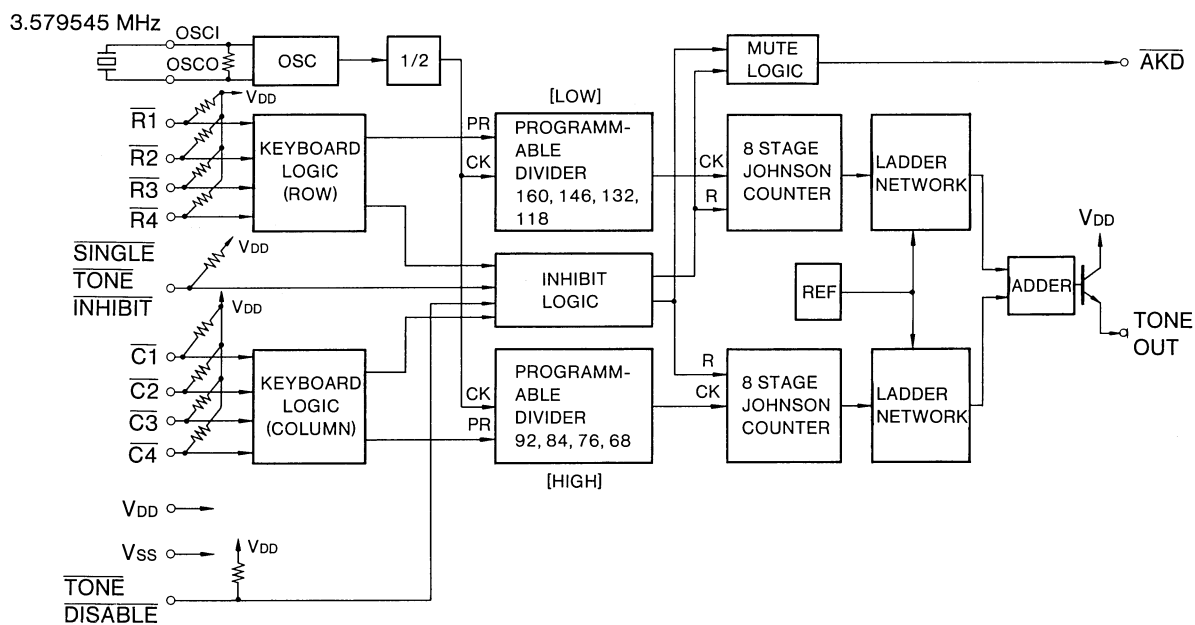 3.579545 MHz
OSCI
OSCO
OSC
1/2
MUTE
LOGIC
AKD
VDD
R1
R2
R3
R4
KEYBOARD
LOGIC
(ROW)
[LOW]
PR
CK
PROGRAMM-
ABLE
DIVIDER
160, 146, 132,
118
CK
R
8 STAGE
JOHNSON
COUNTER
LADDER
NETWORK
SINGLE
TONE
INHIBIT
VDD
INHIBIT
LOGIC
REF
ADDER
VDD
TONE
OUT
VDD
C1
C2
C3
C4
KEYBOARD
LOGIC
(COLUMN)
CK
PR
PROGRAMM-
ABLE
DIVIDER
92, 84, 76, 68
[HIGH]
R
CK
8 STAGE
JOHNSON
COUNTER
LADDER
NETWORK
VDD
VSS
VDD
TONE
DISABLE